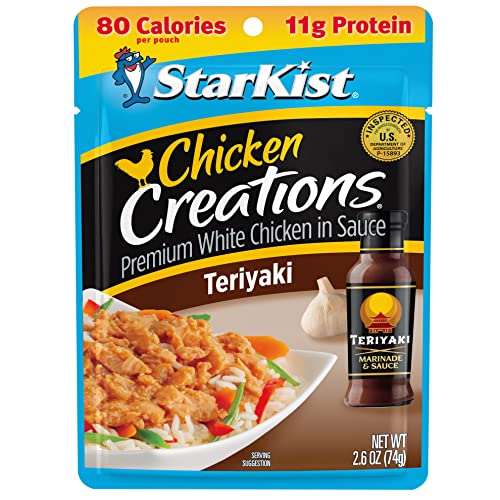 80 Calories 11g Protein
per pouch
StarKist®
Chicken
Creations®
Premium White Chicken in Sauce
Teriyaki
INSPECTED
U.S.
DEPARTMENT OF
AGRICULTURE
P-15893
TERIYAKI
MARINADE
& SAUCE
SERVING
SUGGESTION
NET WT
2.6 OZ (74g)